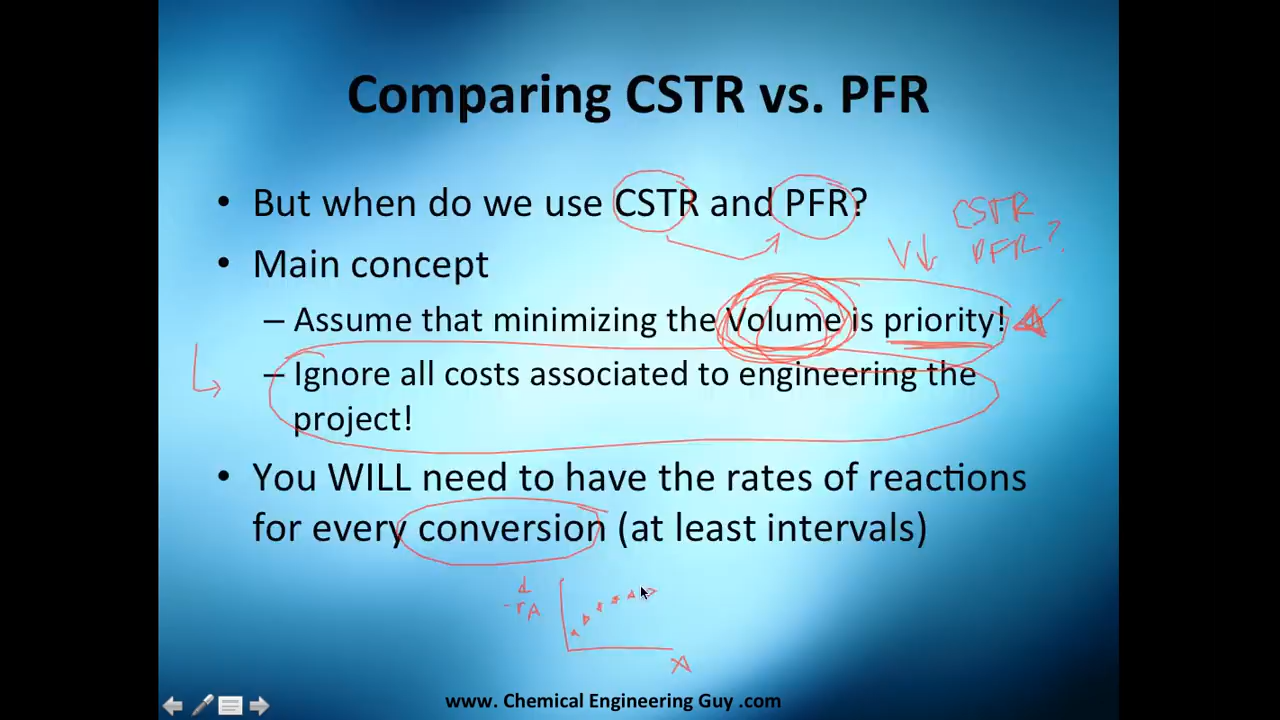 Comparing CSTR vs. PFR
• But when do we use CSTR and PFR?
CSTR
V↓ PFR?
• Main concept
– Assume that minimizing the Volume is priority!
– Ignore all costs associated to engineering the
project!
• You WILL need to have the rates of reactions
for every conversion (at least intervals)
-rA
X
www. Chemical Engineering Guy .com